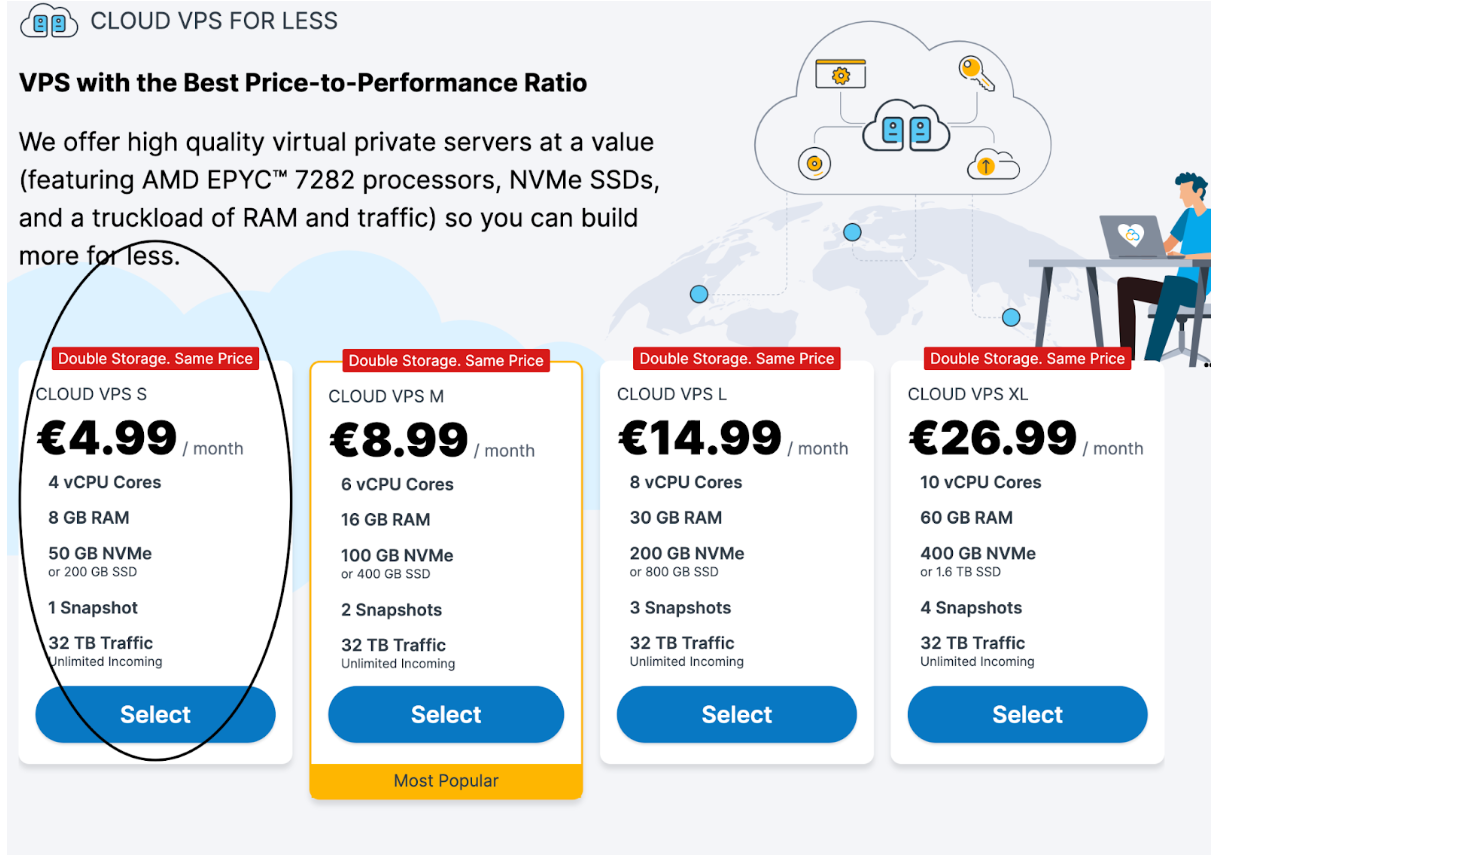 CLOUD VPS FOR LESS
VPS with the Best Price-to-Performance Ratio
We offer high quality virtual private servers at a value
(featuring AMD EPYC™ 7282 processors, NVMe SSDs,
and a truckload of RAM and traffic) so you can build
more for less.
Double Storage. Same Price
CLOUD VPS S
€4.99 / month
4 vCPU Cores
8 GB RAM
50 GB NVMe
or 200 GB SSD
1 Snapshot
32 TB Traffic
Unlimited Incoming
Select
Double Storage. Same Price
CLOUD VPS M
€8.99 / month
6 vCPU Cores
16 GB RAM
100 GB NVMe
or 400 GB SSD
2 Snapshots
32 TB Traffic
Unlimited Incoming
Select
Most Popular
Double Storage. Same Price
CLOUD VPS L
€14.99 / month
8 vCPU Cores
30 GB RAM
200 GB NVMe
or 800 GB SSD
3 Snapshots
32 TB Traffic
Unlimited Incoming
Select
Double Storage. Same Price
CLOUD VPS XL
€26.99 / month
10 vCPU Cores
60 GB RAM
400 GB NVMe
or 1.6 TB SSD
4 Snapshots
32 TB Traffic
Unlimited Incoming
Select